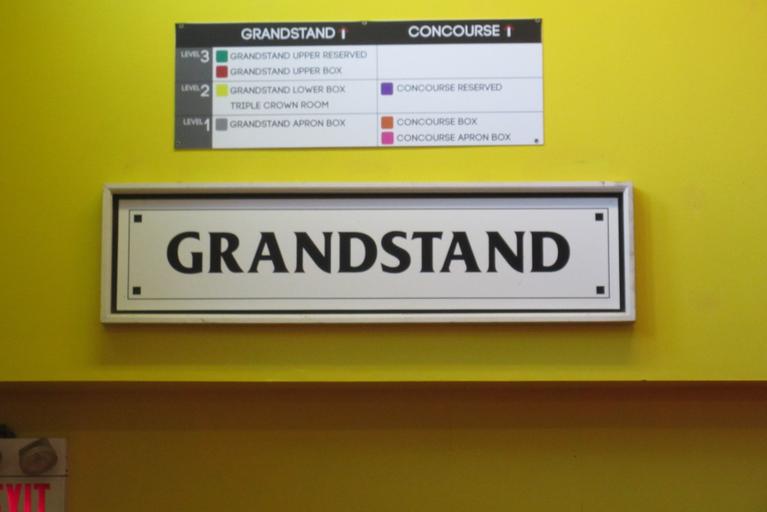 GRANDSTAND CONCOURSE
LEVEL 3 GRANDSTAND UPPER RESERVED
GRANDSTAND UPPER BOX
LEVEL 2 GRANDSTAND LOWER BOX CONCOURSE RESERVED
TRIPLE CROWN ROOM
LEVEL 1 GRANDSTAND APRON BOX CONCOURSE BOX
CONCOURSE APRON BOX
GRANDSTAND
EXIT